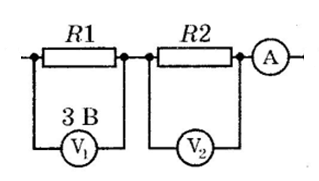 R1 R2
A
3 В
V₁ V₂